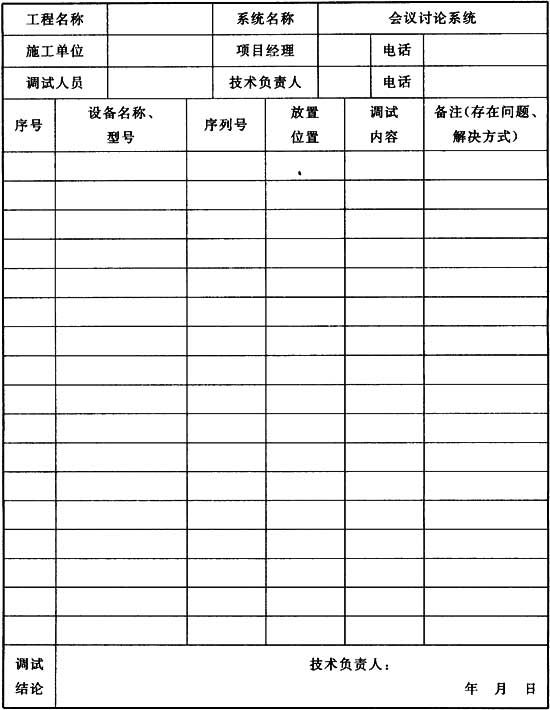 工程名称 系统名称 会议讨论系统
施工单位 项目经理 电话
调试人员 技术负责人 电话
序号 设备名称、型号 序列号 放置位置 调试内容 备注(存在问题、解决方式)
调试结论 技术负责人：
年 月 日